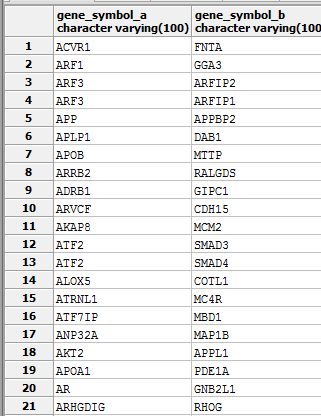 gene_symbol_a gene_symbol_b
character varying(100) character varying(100
1 ACVR1 FNTA
2 ARF1 GGA3
3 ARF3 ARFIP2
4 ARF3 ARFIP1
5 APP APPBP2
6 APLP1 DAB1
7 APOB MTTP
8 ARRB2 RALGDS
9 ADRB1 GIPC1
10 ARVCF CDH15
11 AKAP8 MCM2
12 ATF2 SMAD3
13 ATF2 SMAD4
14 ALOX5 COTL1
15 ATRNL1 MC4R
16 ATF7IP MBD1
17 ANP32A MAP1B
18 AKT2 APPL1
19 APOA1 PDE1A
20 AR GNB2L1
21 ARHGDIG RHOG